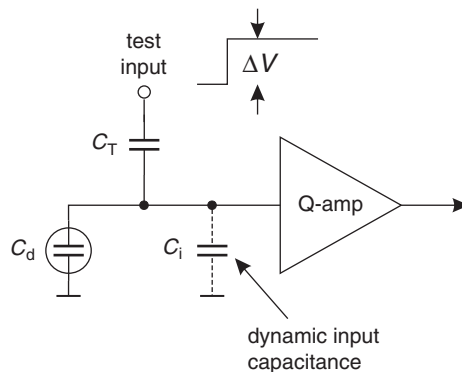 test
input
ΔV
C_T
Q-amp
C_d
C_i
dynamic input
capacitance